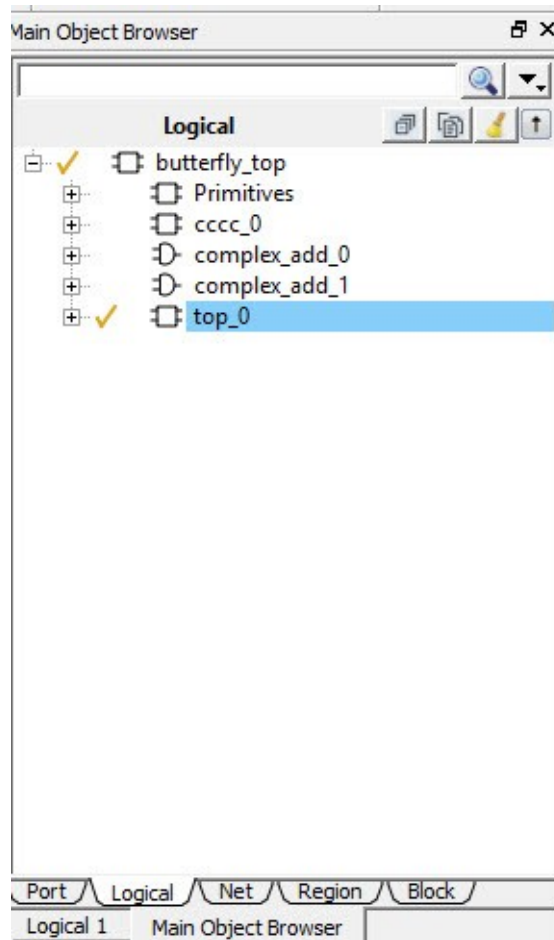 Main Object Browser
Logical
butterfly_top
Primitives
cccc_0
complex_add_0
complex_add_1
top_0
Port Logical Net Region Block
Logical 1 Main Object Browser